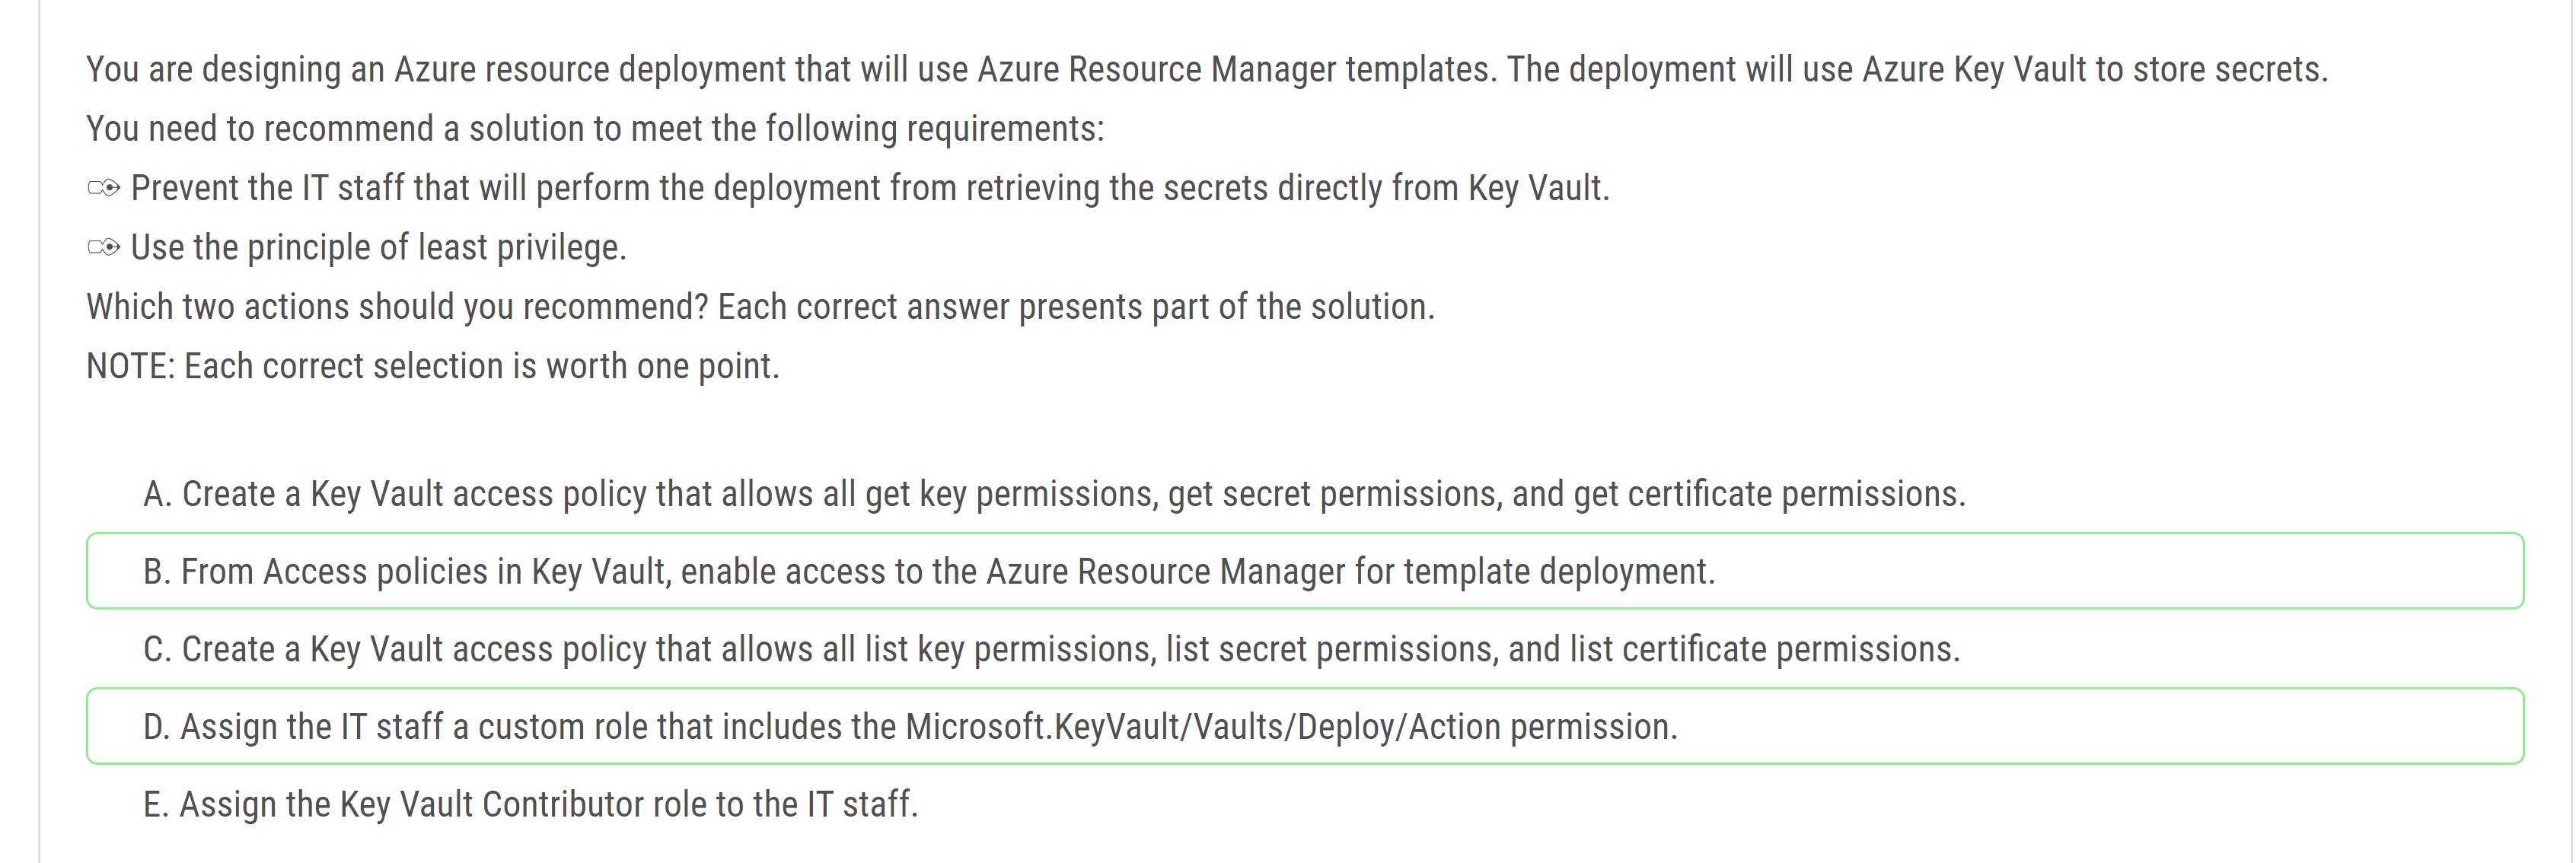 You are designing an Azure resource deployment that will use Azure Resource Manager templates. The deployment will use Azure Key Vault to store secrets.
You need to recommend a solution to meet the following requirements:
Prevent the IT staff that will perform the deployment from retrieving the secrets directly from Key Vault.
Use the principle of least privilege.
Which two actions should you recommend? Each correct answer presents part of the solution.
NOTE: Each correct selection is worth one point.
A. Create a Key Vault access policy that allows all get key permissions, get secret permissions, and get certificate permissions.
B. From Access policies in Key Vault, enable access to the Azure Resource Manager for template deployment.
C. Create a Key Vault access policy that allows all list key permissions, list secret permissions, and list certificate permissions.
D. Assign the IT staff a custom role that includes the Microsoft.KeyVault/Vaults/Deploy/Action permission.
E. Assign the Key Vault Contributor role to the IT staff.